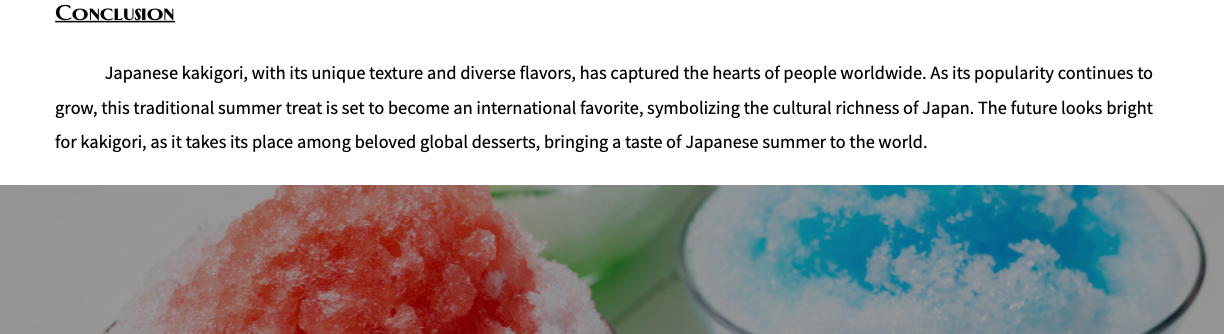 Conclusion
Japanese kakigori, with its unique texture and diverse flavors, has captured the hearts of people worldwide. As its popularity continues to
grow, this traditional summer treat is set to become an international favorite, symbolizing the cultural richness of Japan. The future looks bright
for kakigori, as it takes its place among beloved global desserts, bringing a taste of Japanese summer to the world.